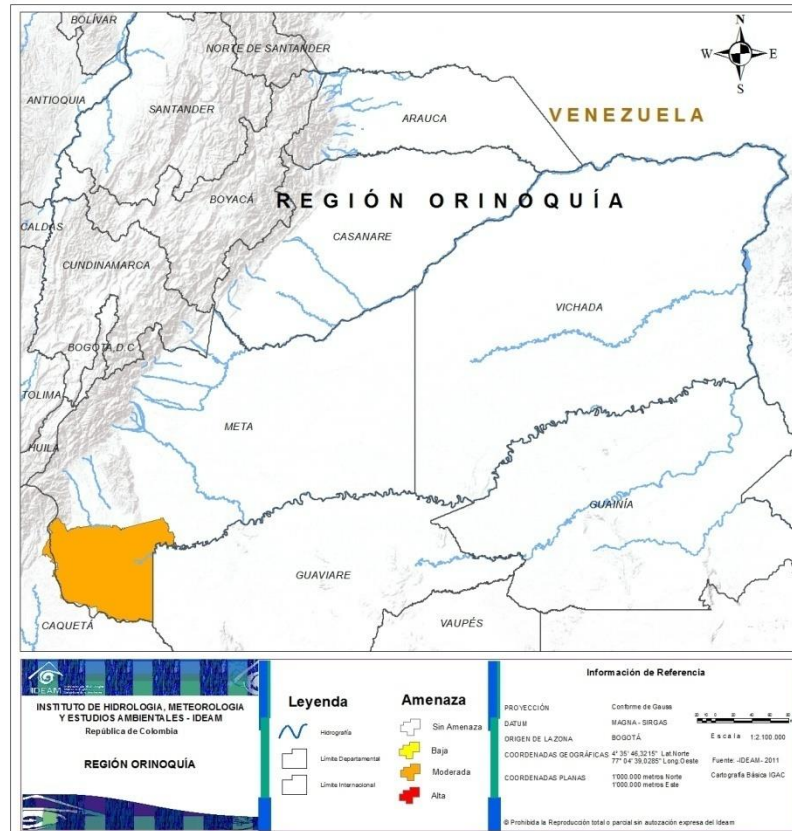 BOLÍVAR
N
W E
S
NORTE DE SANTANDER
ANTIOQUIA
SANTANDER
ARAUCA
VENEZUELA
BOYACÁ
REGIÓN ORINOQUÍA
CALDAS
CASANARE
CUNDINAMARCA
VICHADA
BOGOTÁ, D.C
TOLIMA
META
HUILA
GUAINÍA
GUAVIARE
CAQUETÁ
VAUPÉS
IDEAM
INSTITUTO DE HIDROLOGIA, METEOROLOGIA
Y ESTUDIOS AMBIENTALES - IDEAM
República de Colombia
REGIÓN ORINOQUÍA
Leyenda
Hidrografía
Límite Departamental
Límite Internacional
Amenaza
Sin Amenaza
Baja
Moderada
Alta
Información de Referencia
PROYECCIÓN Conforme de Gauss
DATUM MAGNA - SIRGAS
ORIGEN DE LA ZONA BOGOTÁ
COORDENADAS GEOGRÁFICAS 4° 35' 46,3215" Lat.Norte
77° 04' 39,0285" Long.Oeste
COORDENADAS PLANAS 1'000.000 metros Norte
1'000.000 metros Este
Escala 1:2.100.000
Fuente: -IDEAM- 2011
Cartografía Básica IGAC
© Prohibida la Reproducción total o parcial sin autozación expresa del Ideam